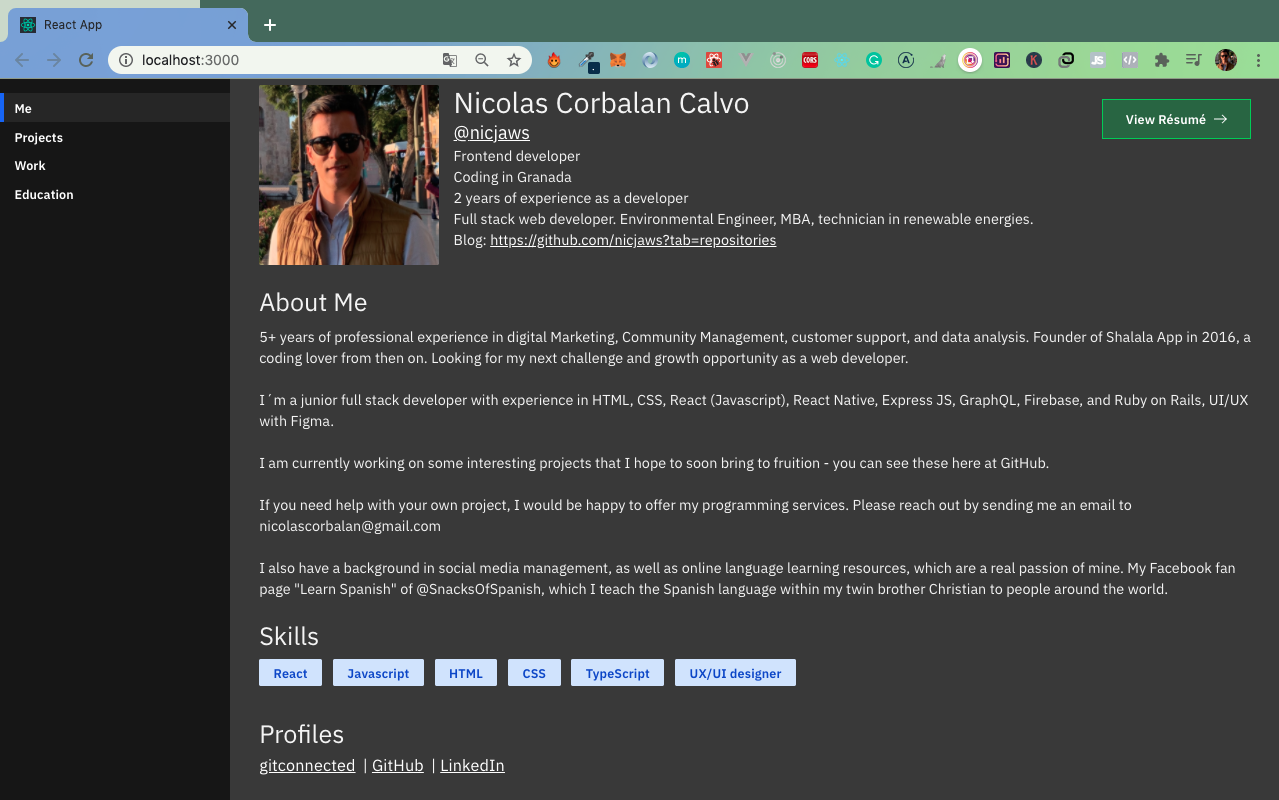 React App
localhost:3000
CORS
JS
Me
Projects
Work
Education
Nicolas Corbalan Calvo
@nicjaws
Frontend developer
Coding in Granada
2 years of experience as a developer
Full stack web developer. Environmental Engineer, MBA, technician in renewable energies.
Blog: https://github.com/nicjaws?tab=repositories
View Résumé
About Me
5+ years of professional experience in digital Marketing, Community Management, customer support, and data analysis. Founder of Shalala App in 2016, a
coding lover from then on. Looking for my next challenge and growth opportunity as a web developer.
I´m a junior full stack developer with experience in HTML, CSS, React (Javascript), React Native, Express JS, GraphQL, Firebase, and Ruby on Rails, UI/UX
with Figma.
I am currently working on some interesting projects that I hope to soon bring to fruition - you can see these here at GitHub.
If you need help with your own project, I would be happy to offer my programming services. Please reach out by sending me an email to
nicolascorbalan@gmail.com
I also have a background in social media management, as well as online language learning resources, which are a real passion of mine. My Facebook fan
page "Learn Spanish" of @SnacksOfSpanish, which I teach the Spanish language within my twin brother Christian to people around the world.
Skills
React Javascript HTML CSS TypeScript UX/UI designer
Profiles
gitconnected | GitHub | LinkedIn